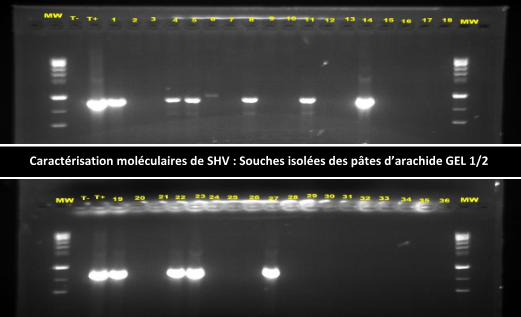 MW T- T+ 1 2 3 4 5 6 7 8 9 10 11 12 13 14 15 16 17 18 MW
Caractérisation moléculaires de SHV : Souches isolées des pâtes d'arachide GEL 1/2
MW T- T+ 19 20 21 22 23 24 25 26 27 28 29 30 31 32 33 34 35 36 MW